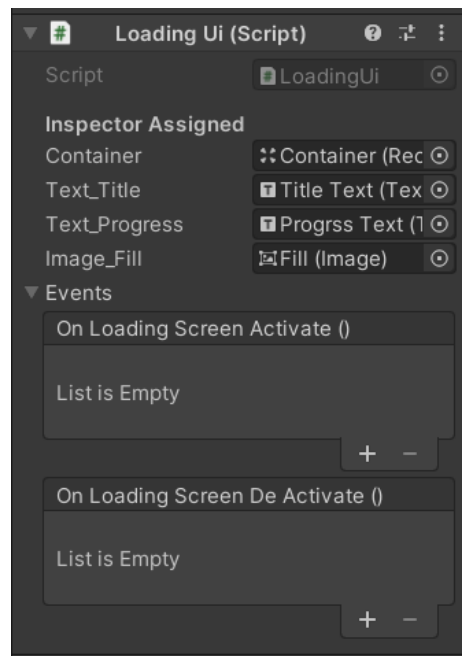 Loading Ui (Script)
Script LoadingUi
Inspector Assigned
Container Container (Rec
Text_Title Title Text (Tex
Text_Progress Progrss Text (T
Image_Fill Fill (Image)
Events
On Loading Screen Activate ()
List is Empty
+ −
On Loading Screen De Activate ()
List is Empty
+ −